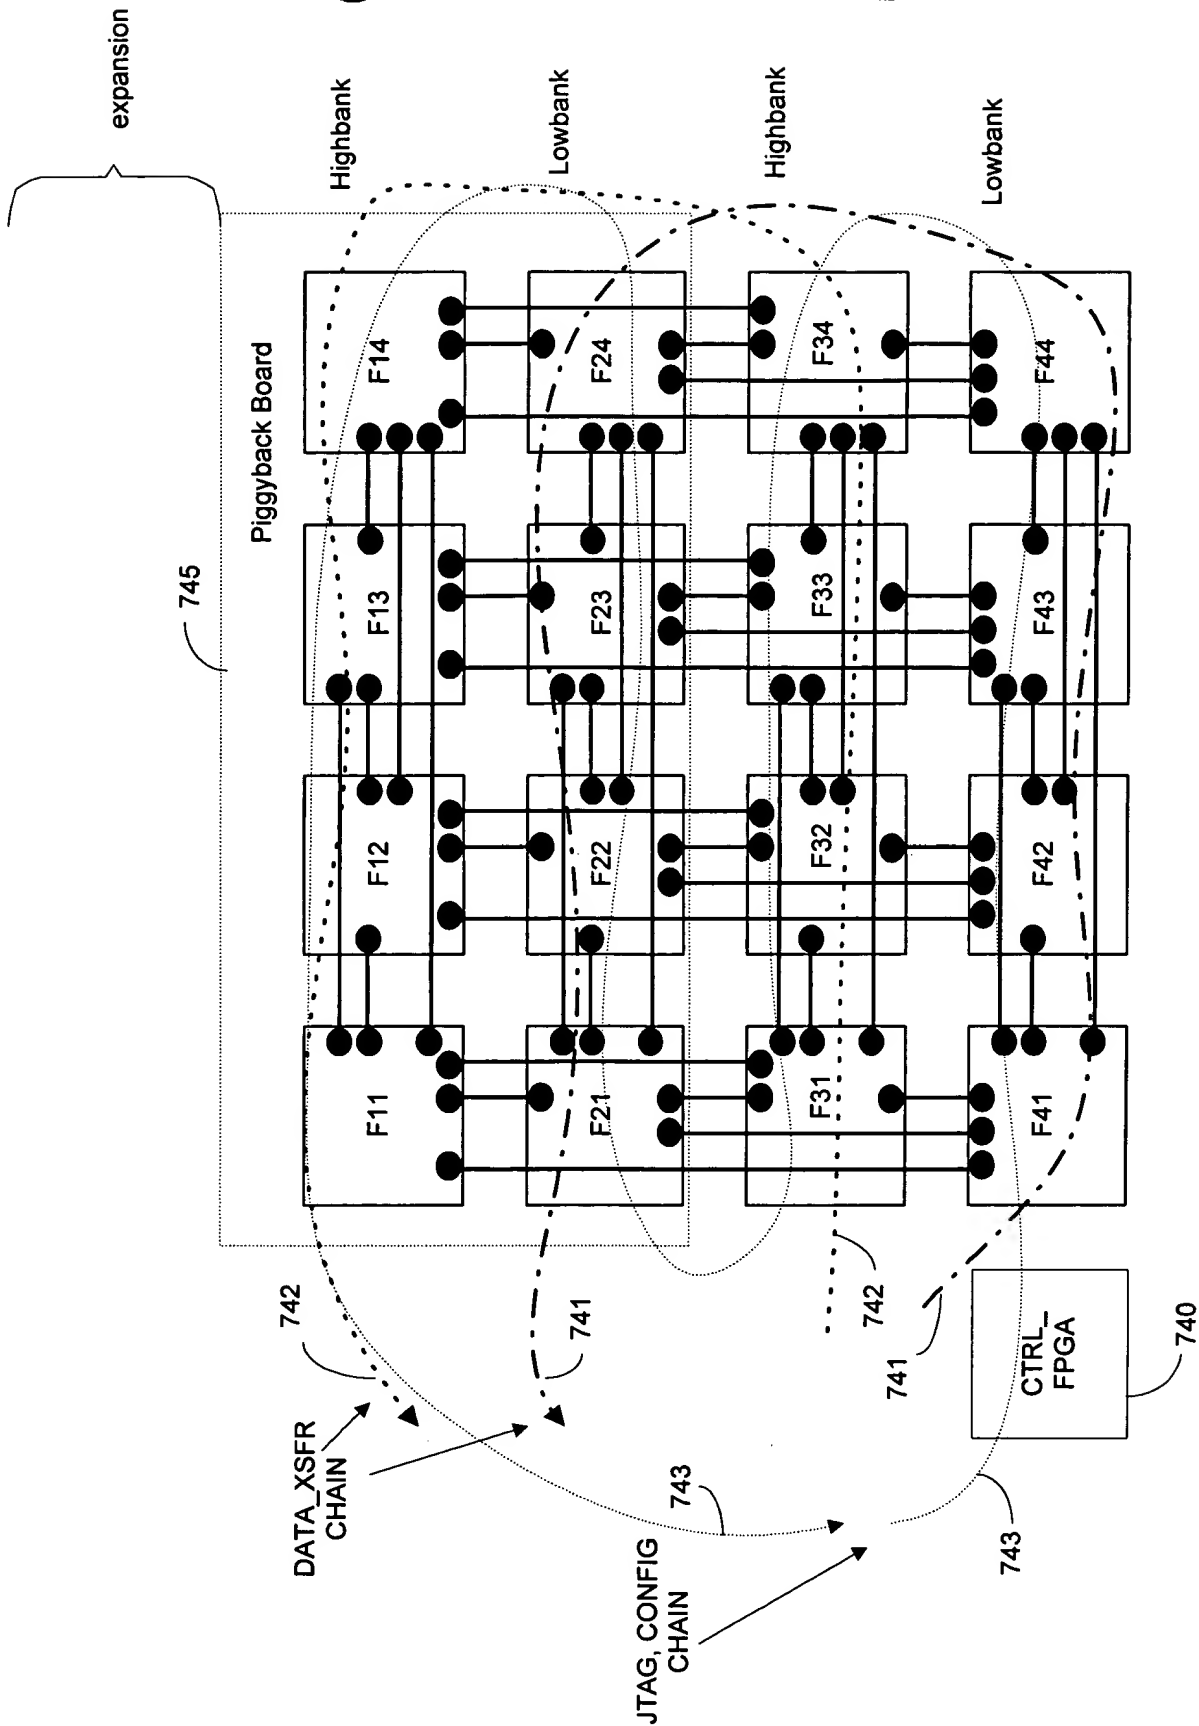 expansion
745
Piggyback Board
742
DATA_XSFR
CHAIN
Highbank
F11
F12
F13
F14
Lowbank
741
F21
F22
F23
F24
JTAG, CONFIG
CHAIN
743
Highbank
F31
F32
F33
F34
742
741
Lowbank
743
CTRL_
FPGA
F41
F42
F43
F44
740